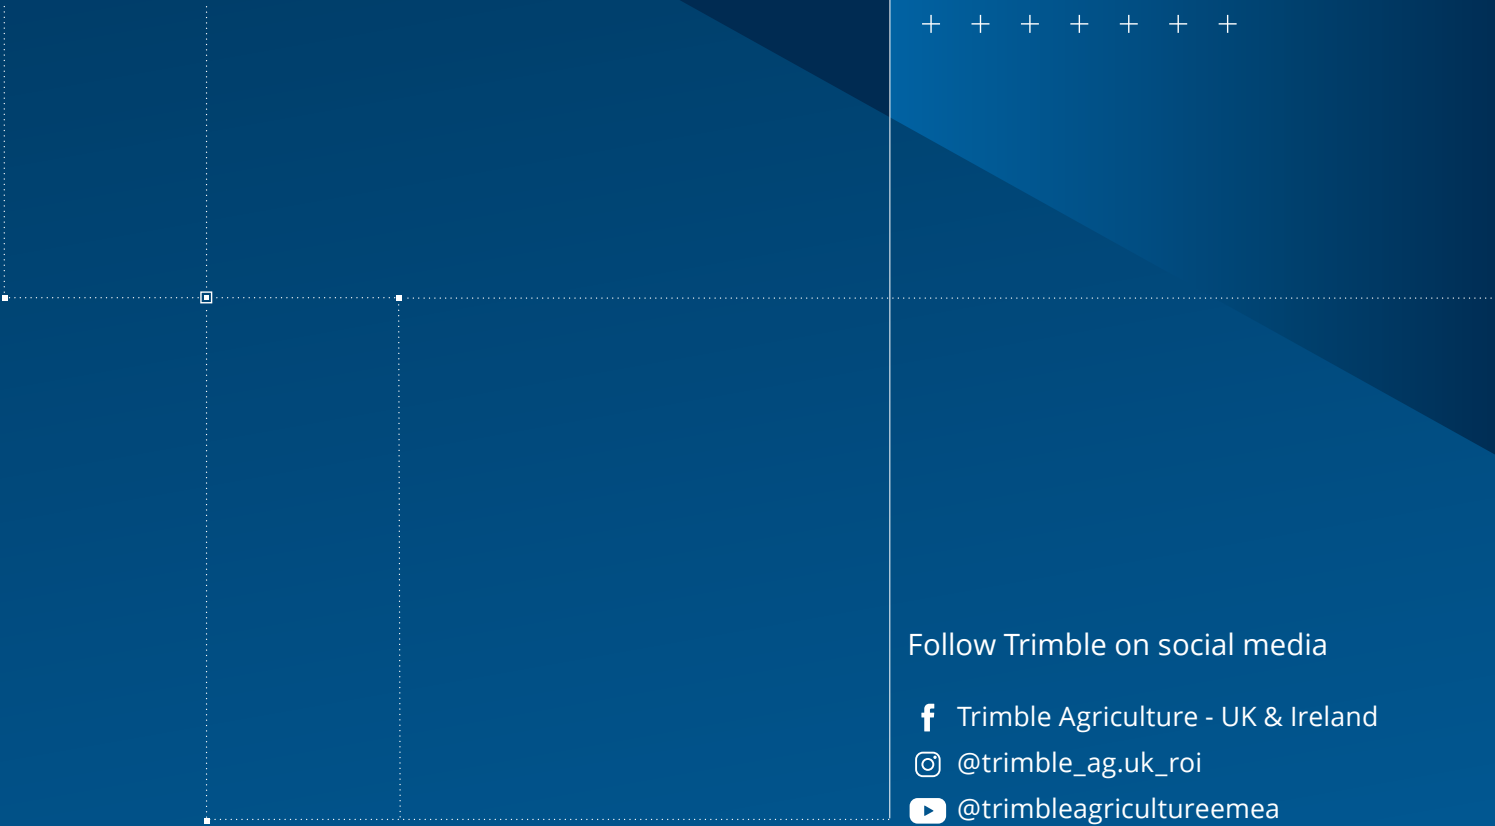 Follow Trimble on social media
Trimble Agriculture - UK & Ireland
@trimble_ag.uk_roi
@trimbleagricultureemea